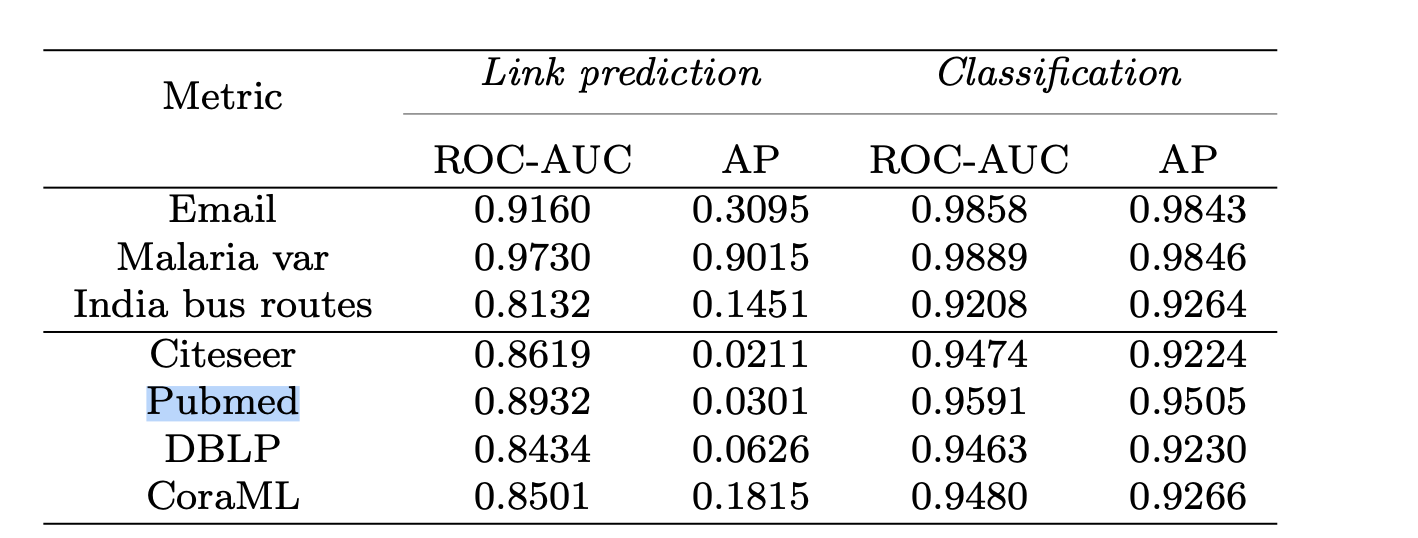 Link prediction Classification
Metric
ROC-AUC AP ROC-AUC AP
Email 0.9160 0.3095 0.9858 0.9843
Malaria var 0.9730 0.9015 0.9889 0.9846
India bus routes 0.8132 0.1451 0.9208 0.9264
Citeseer 0.8619 0.0211 0.9474 0.9224
Pubmed 0.8932 0.0301 0.9591 0.9505
DBLP 0.8434 0.0626 0.9463 0.9230
CoraML 0.8501 0.1815 0.9480 0.9266